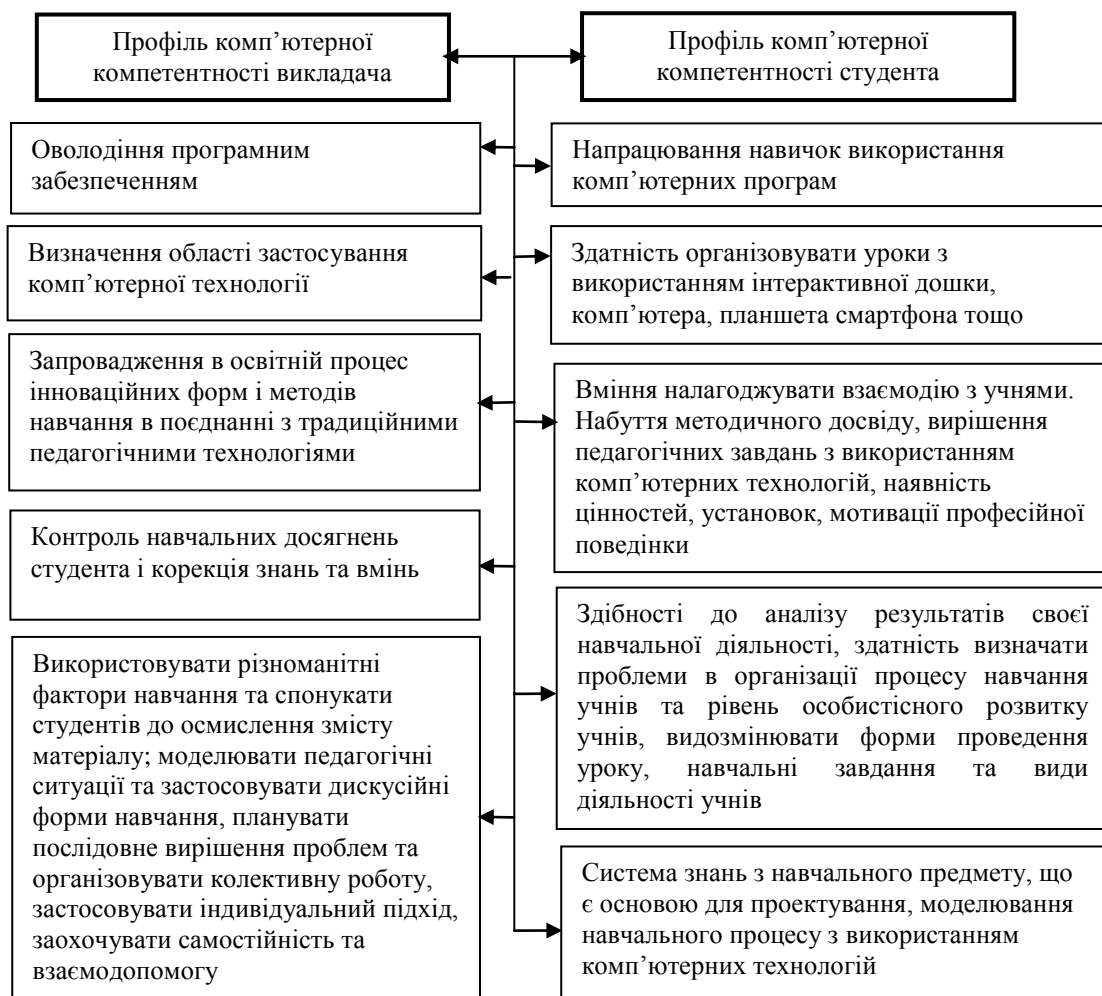 Профіль комп’ютерної
компетентності викладача
Профіль комп’ютерної
компетентності студента
Оволодіння програмним
забезпеченням
Напрацювання навичок використання
комп’ютерних програм
Визначення області застосування
комп’ютерної технології
Здатність організовувати уроки з
використанням інтерактивної дошки,
комп’ютера, планшета смартфона тощо
Запровадження в освітній процес
інноваційних форм і методів
навчання в поєднанні з традиційними
педагогічними технологіями
Вміння налагоджувати взаємодію з учнями.
Набуття методичного досвіду, вирішення
педагогічних завдань з використанням
комп’ютерних технологій, наявність
цінностей, установок, мотивації професійної
поведінки
Контроль навчальних досягнень
студента і корекція знань та вмінь
Здібності до аналізу результатів своєї
навчальної діяльності, здатність визначати
проблеми в організації процесу навчання
учнів та рівень особистісного розвитку
учнів, видозмінювати форми проведення
уроку, навчальні завдання та види
діяльності учнів
Використовувати різноманітні
фактори навчання та спонукати
студентів до осмислення змісту
матеріалу; моделювати педагогічні
ситуації та застосовувати дискусійні
форми навчання, планувати
послідовне вирішення проблем та
організовувати колективну роботу,
застосовувати індивідуальний підхід,
заохочувати самостійність та
взаємодопомогу
Система знань з навчального предмету, що
є основою для проектування, моделювання
навчального процесу з використанням
комп’ютерних технологій